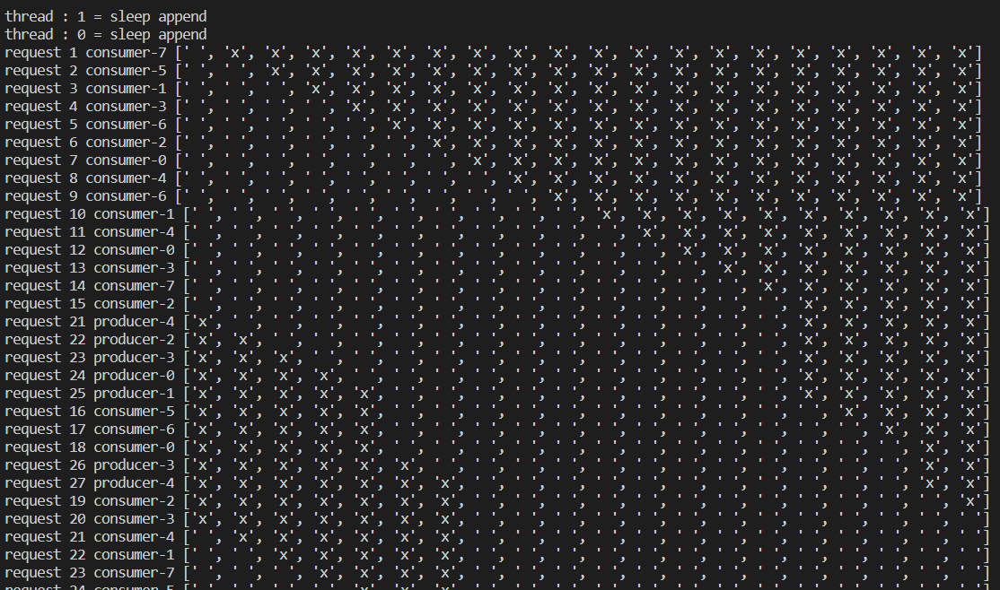 thread : 1 = sleep append
thread : 0 = sleep append
request 1 consumer-7 [' ', 'x', 'x', 'x', 'x', 'x', 'x', 'x', 'x', 'x', 'x', 'x', 'x', 'x', 'x', 'x', 'x', 'x', 'x', 'x']
request 2 consumer-5 [' ', ' ', 'x', 'x', 'x', 'x', 'x', 'x', 'x', 'x', 'x', 'x', 'x', 'x', 'x', 'x', 'x', 'x', 'x', 'x']
request 3 consumer-1 [' ', ' ', ' ', 'x', 'x', 'x', 'x', 'x', 'x', 'x', 'x', 'x', 'x', 'x', 'x', 'x', 'x', 'x', 'x', 'x']
request 4 consumer-3 [' ', ' ', ' ', ' ', 'x', 'x', 'x', 'x', 'x', 'x', 'x', 'x', 'x', 'x', 'x', 'x', 'x', 'x', 'x', 'x']
request 5 consumer-6 [' ', ' ', ' ', ' ', ' ', 'x', 'x', 'x', 'x', 'x', 'x', 'x', 'x', 'x', 'x', 'x', 'x', 'x', 'x', 'x']
request 6 consumer-2 [' ', ' ', ' ', ' ', ' ', ' ', 'x', 'x', 'x', 'x', 'x', 'x', 'x', 'x', 'x', 'x', 'x', 'x', 'x', 'x']
request 7 consumer-0 [' ', ' ', ' ', ' ', ' ', ' ', ' ', 'x', 'x', 'x', 'x', 'x', 'x', 'x', 'x', 'x', 'x', 'x', 'x', 'x']
request 8 consumer-4 [' ', ' ', ' ', ' ', ' ', ' ', ' ', ' ', 'x', 'x', 'x', 'x', 'x', 'x', 'x', 'x', 'x', 'x', 'x', 'x']
request 9 consumer-6 [' ', ' ', ' ', ' ', ' ', ' ', ' ', ' ', ' ', 'x', 'x', 'x', 'x', 'x', 'x', 'x', 'x', 'x', 'x', 'x']
request 10 consumer-1 [' ', ' ', ' ', ' ', ' ', ' ', ' ', ' ', ' ', ' ', 'x', 'x', 'x', 'x', 'x', 'x', 'x', 'x', 'x', 'x']
request 11 consumer-4 [' ', ' ', ' ', ' ', ' ', ' ', ' ', ' ', ' ', ' ', ' ', 'x', 'x', 'x', 'x', 'x', 'x', 'x', 'x', 'x']
request 12 consumer-0 [' ', ' ', ' ', ' ', ' ', ' ', ' ', ' ', ' ', ' ', ' ', ' ', 'x', 'x', 'x', 'x', 'x', 'x', 'x', 'x']
request 13 consumer-3 [' ', ' ', ' ', ' ', ' ', ' ', ' ', ' ', ' ', ' ', ' ', ' ', ' ', 'x', 'x', 'x', 'x', 'x', 'x', 'x']
request 14 consumer-7 [' ', ' ', ' ', ' ', ' ', ' ', ' ', ' ', ' ', ' ', ' ', ' ', ' ', ' ', 'x', 'x', 'x', 'x', 'x', 'x']
request 15 consumer-2 [' ', ' ', ' ', ' ', ' ', ' ', ' ', ' ', ' ', ' ', ' ', ' ', ' ', ' ', ' ', 'x', 'x', 'x', 'x', 'x']
request 21 producer-4 ['x', ' ', ' ', ' ', ' ', ' ', ' ', ' ', ' ', ' ', ' ', ' ', ' ', ' ', ' ', 'x', 'x', 'x', 'x', 'x']
request 22 producer-2 ['x', 'x', ' ', ' ', ' ', ' ', ' ', ' ', ' ', ' ', ' ', ' ', ' ', ' ', ' ', 'x', 'x', 'x', 'x', 'x']
request 23 producer-3 ['x', 'x', 'x', ' ', ' ', ' ', ' ', ' ', ' ', ' ', ' ', ' ', ' ', ' ', ' ', 'x', 'x', 'x', 'x', 'x']
request 24 producer-0 ['x', 'x', 'x', 'x', ' ', ' ', ' ', ' ', ' ', ' ', ' ', ' ', ' ', ' ', ' ', 'x', 'x', 'x', 'x', 'x']
request 25 producer-1 ['x', 'x', 'x', 'x', 'x', ' ', ' ', ' ', ' ', ' ', ' ', ' ', ' ', ' ', ' ', 'x', 'x', 'x', 'x', 'x']
request 16 consumer-5 ['x', 'x', 'x', 'x', 'x', ' ', ' ', ' ', ' ', ' ', ' ', ' ', ' ', ' ', ' ', ' ', 'x', 'x', 'x', 'x']
request 17 consumer-6 ['x', 'x', 'x', 'x', 'x', ' ', ' ', ' ', ' ', ' ', ' ', ' ', ' ', ' ', ' ', ' ', ' ', 'x', 'x', 'x']
request 18 consumer-0 ['x', 'x', 'x', 'x', 'x', ' ', ' ', ' ', ' ', ' ', ' ', ' ', ' ', ' ', ' ', ' ', ' ', ' ', 'x', 'x']
request 26 producer-3 ['x', 'x', 'x', 'x', 'x', 'x', ' ', ' ', ' ', ' ', ' ', ' ', ' ', ' ', ' ', ' ', ' ', ' ', 'x', 'x']
request 27 producer-4 ['x', 'x', 'x', 'x', 'x', 'x', 'x', ' ', ' ', ' ', ' ', ' ', ' ', ' ', ' ', ' ', ' ', ' ', 'x', 'x']
request 19 consumer-2 ['x', 'x', 'x', 'x', 'x', 'x', 'x', ' ', ' ', ' ', ' ', ' ', ' ', ' ', ' ', ' ', ' ', ' ', ' ', 'x']
request 20 consumer-3 ['x', 'x', 'x', 'x', 'x', 'x', 'x', ' ', ' ', ' ', ' ', ' ', ' ', ' ', ' ', ' ', ' ', ' ', ' ', ' ']
request 21 consumer-4 [' ', 'x', 'x', 'x', 'x', 'x', 'x', ' ', ' ', ' ', ' ', ' ', ' ', ' ', ' ', ' ', ' ', ' ', ' ', ' ']
request 22 consumer-1 [' ', ' ', 'x', 'x', 'x', 'x', 'x', ' ', ' ', ' ', ' ', ' ', ' ', ' ', ' ', ' ', ' ', ' ', ' ', ' ']
request 23 consumer-7 [' ', ' ', ' ', 'x', 'x', 'x', 'x', ' ', ' ', ' ', ' ', ' ', ' ', ' ', ' ', ' ', ' ', ' ', ' ', ' ']